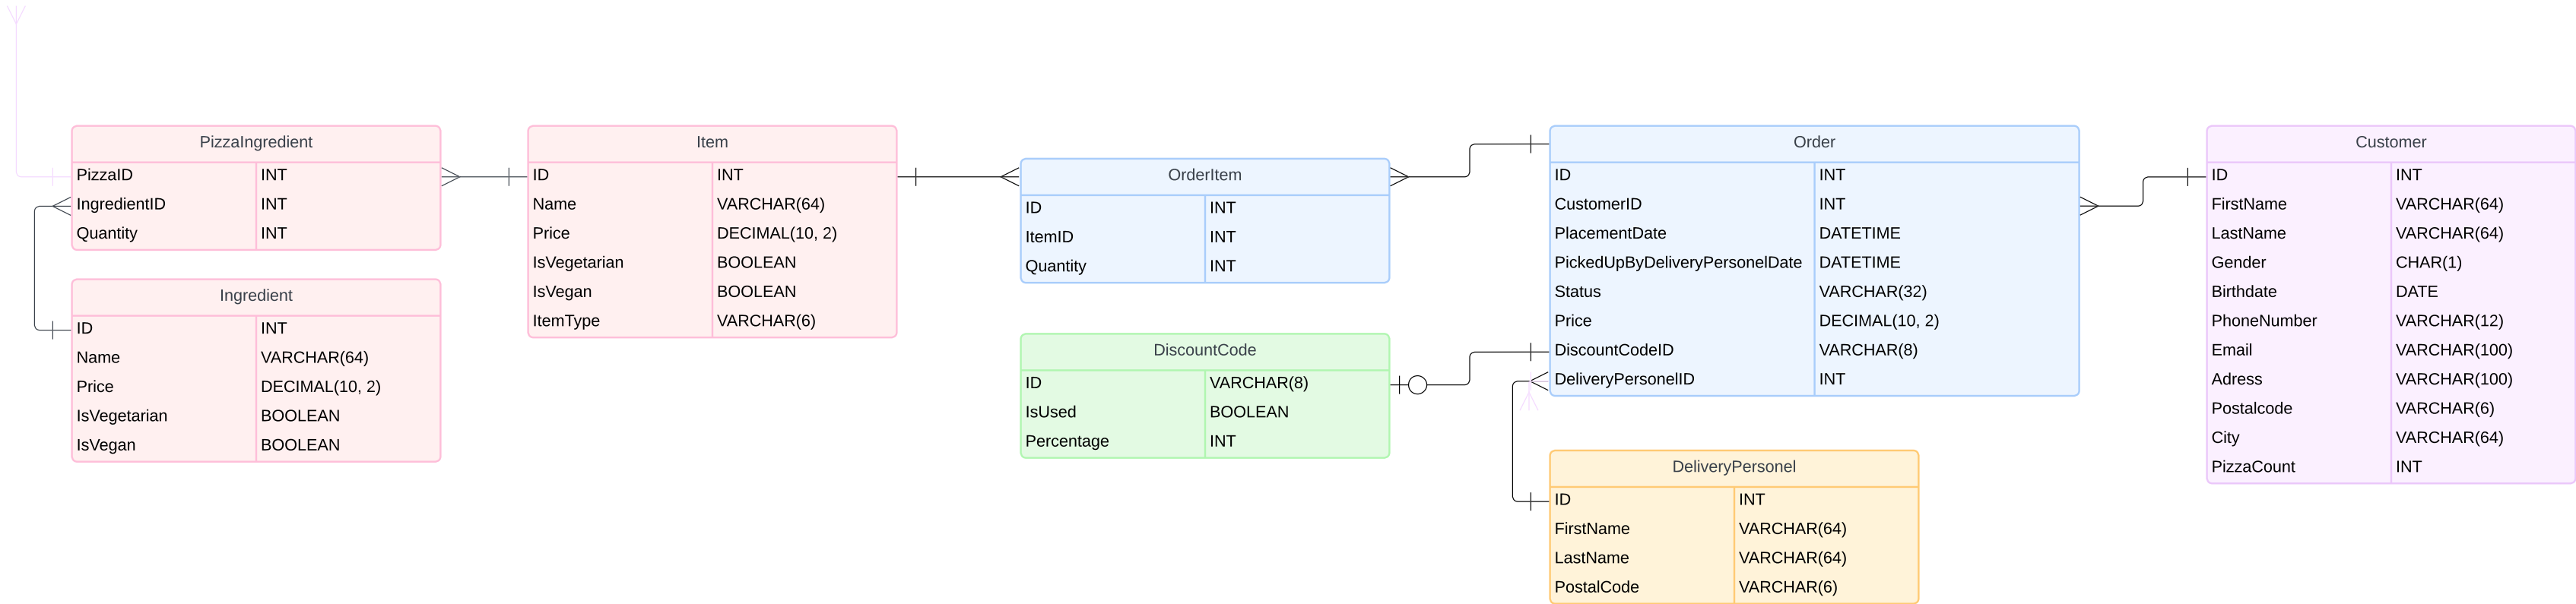 PizzaIngredient
PizzaID INT
IngredientID INT
Quantity INT
Ingredient
ID INT
Name VARCHAR(64)
Price DECIMAL(10, 2)
IsVegetarian BOOLEAN
IsVegan BOOLEAN
Item
ID INT
Name VARCHAR(64)
Price DECIMAL(10, 2)
IsVegetarian BOOLEAN
IsVegan BOOLEAN
ItemType VARCHAR(6)
OrderItem
ID INT
ItemID INT
Quantity INT
DiscountCode
ID VARCHAR(8)
IsUsed BOOLEAN
Percentage INT
Order
ID INT
CustomerID INT
PlacementDate DATETIME
PickedUpByDeliveryPersonelDate DATETIME
Status VARCHAR(32)
Price DECIMAL(10, 2)
DiscountCodeID VARCHAR(8)
DeliveryPersonelID INT
DeliveryPersonel
ID INT
FirstName VARCHAR(64)
LastName VARCHAR(64)
PostalCode VARCHAR(6)
Customer
ID INT
FirstName VARCHAR(64)
LastName VARCHAR(64)
Gender CHAR(1)
Birthdate DATE
PhoneNumber VARCHAR(12)
Email VARCHAR(100)
Adress VARCHAR(100)
Postalcode VARCHAR(6)
City VARCHAR(64)
PizzaCount INT